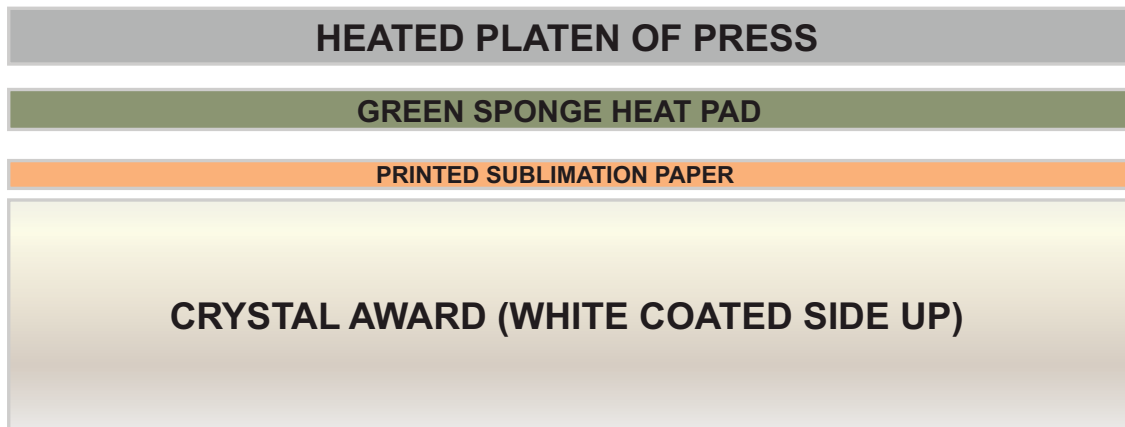 HEATED PLATEN OF PRESS
GREEN SPONGE HEAT PAD
PRINTED SUBLIMATION PAPER
CRYSTAL AWARD (WHITE COATED SIDE UP)